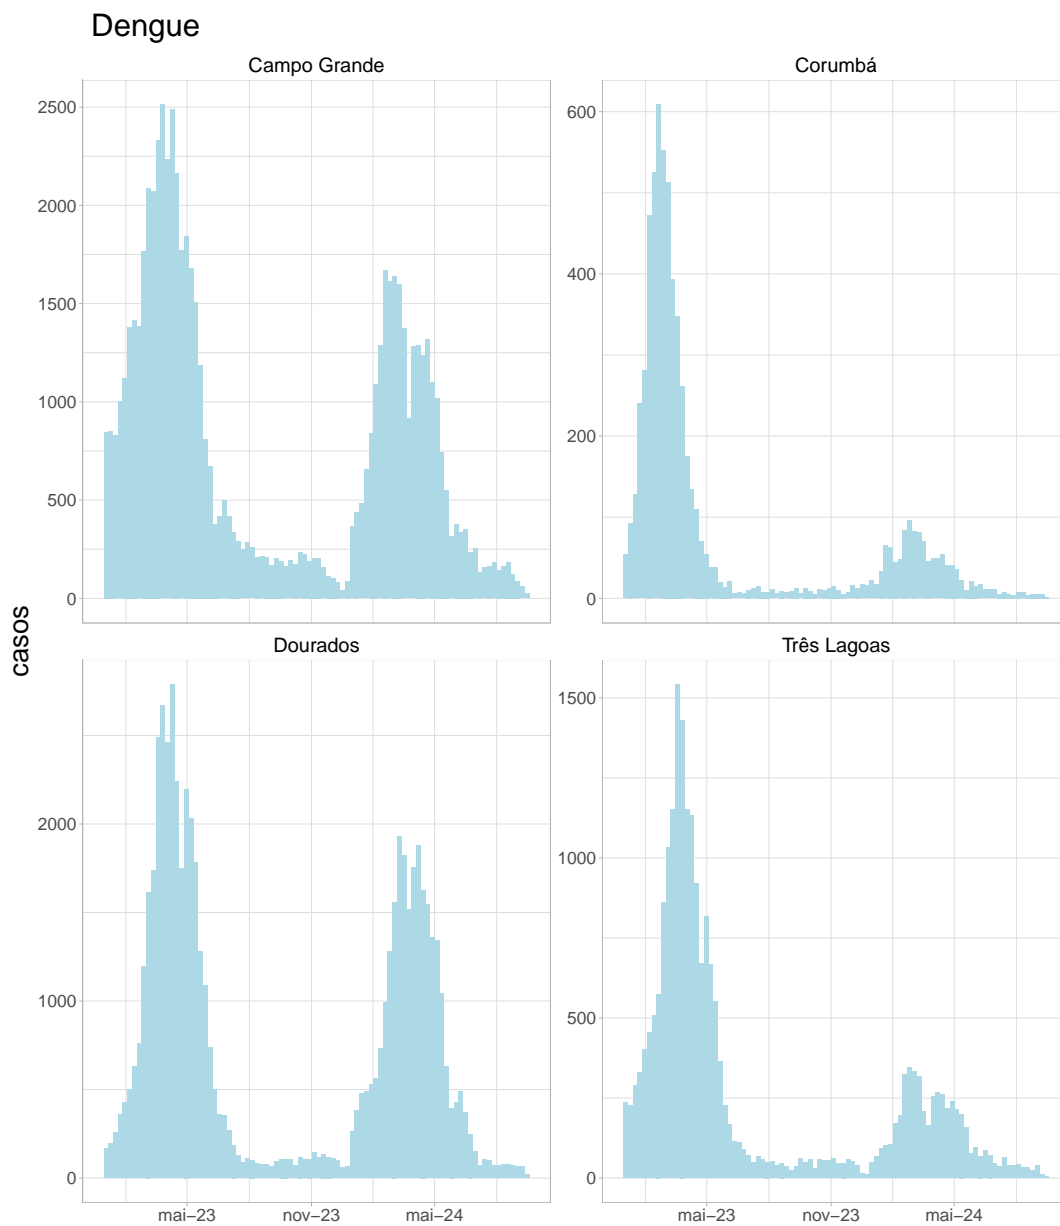 Dengue
Campo Grande
Corumbá
2500
2000
1500
1000
500
0
600
400
200
0
casos
Dourados
Três Lagoas
2000
1000
0
1500
1000
500
0
mai–23
nov–23
mai–24
mai–23
nov–23
mai–24